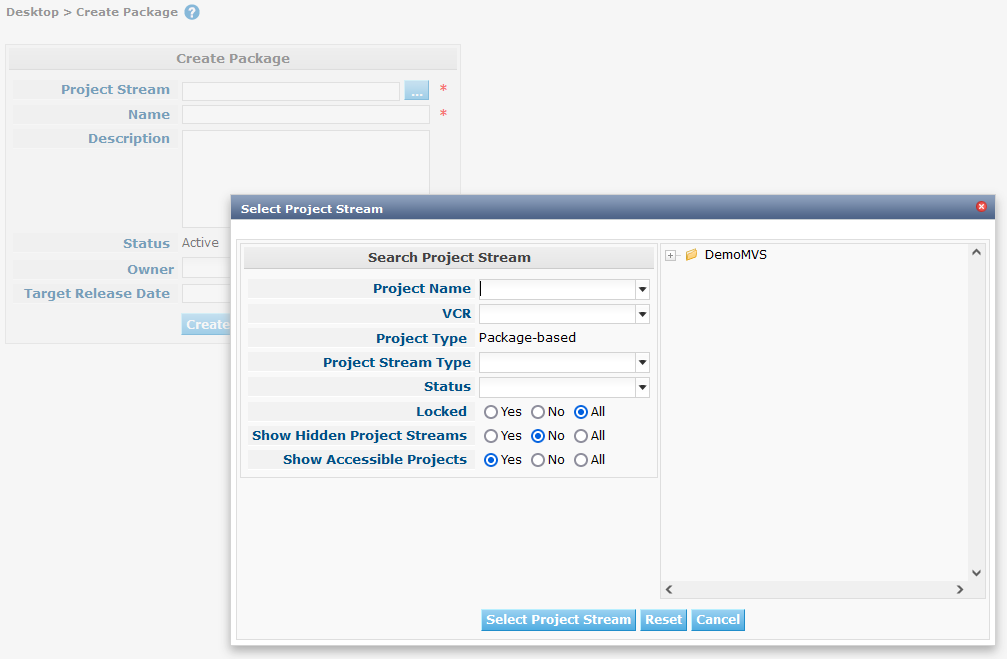 Desktop > Create Package ?
Create Package
Project Stream ... *
Name *
Description
Status Active
Owner
Target Release Date
Create
Select Project Stream
Search Project Stream
Project Name
VCR
Project Type Package-based
Project Stream Type
Status
Locked Yes No All
Show Hidden Project Streams Yes No All
Show Accessible Projects Yes No All
DemoMVS
Select Project Stream Reset Cancel